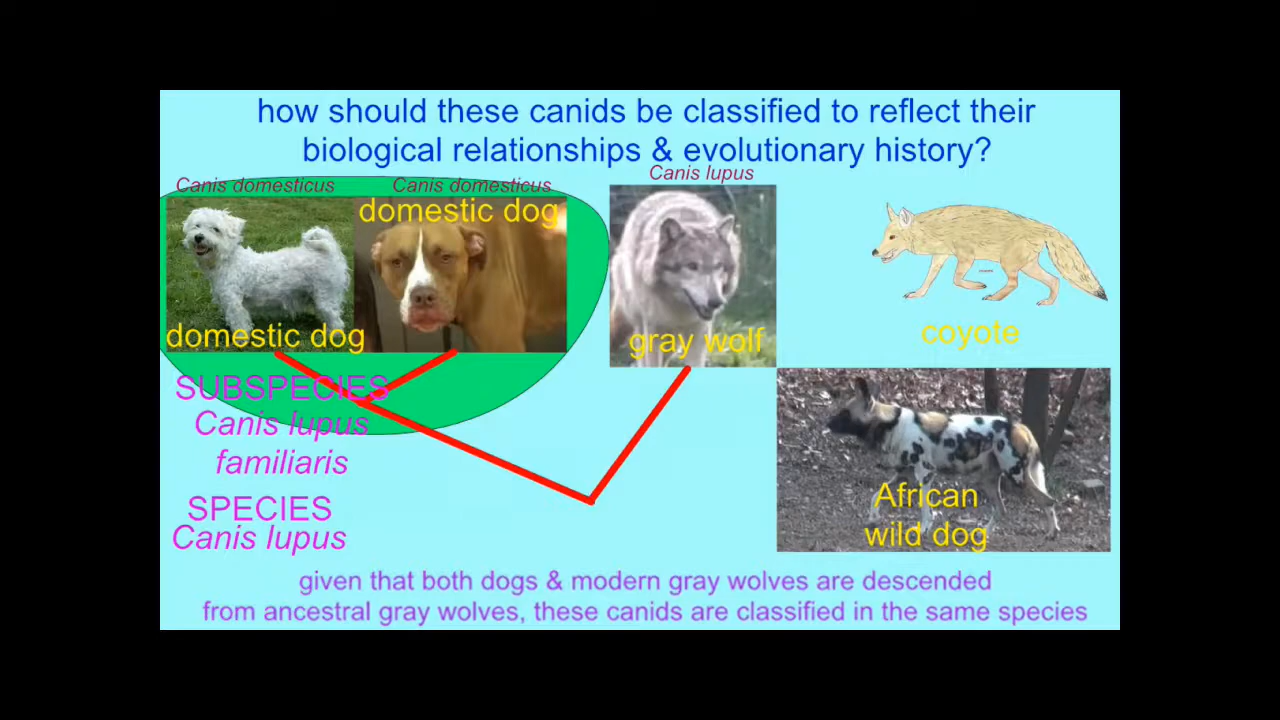 how should these canids be classified to reflect their
biological relationships & evolutionary history?
Canis domesticus
Canis domesticus
Canis lupus
domestic dog
domestic dog
gray wolf
coyote
SUBSPECIES
Canis lupus
familiaris
SPECIES
Canis lupus
African
wild dog
given that both dogs & modern gray wolves are descended
from ancestral gray wolves, these canids are classified in the same species